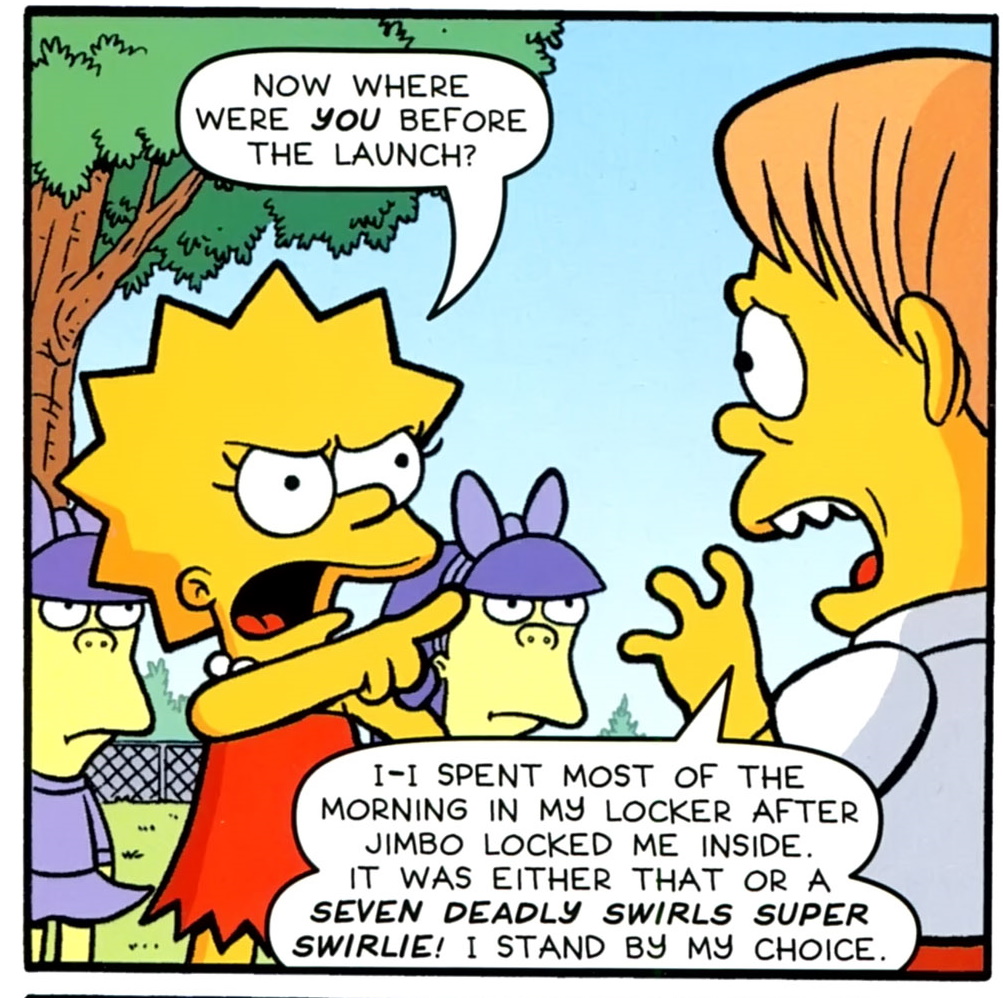 NOW WHERE
WERE YOU BEFORE
THE LAUNCH?
I-I SPENT MOST OF THE
MORNING IN MY LOCKER AFTER
JIMBO LOCKED ME INSIDE.
IT WAS EITHER THAT OR A
SEVEN DEADLY SWIRLS SUPER
SWIRLIE! I STAND BY MY CHOICE.